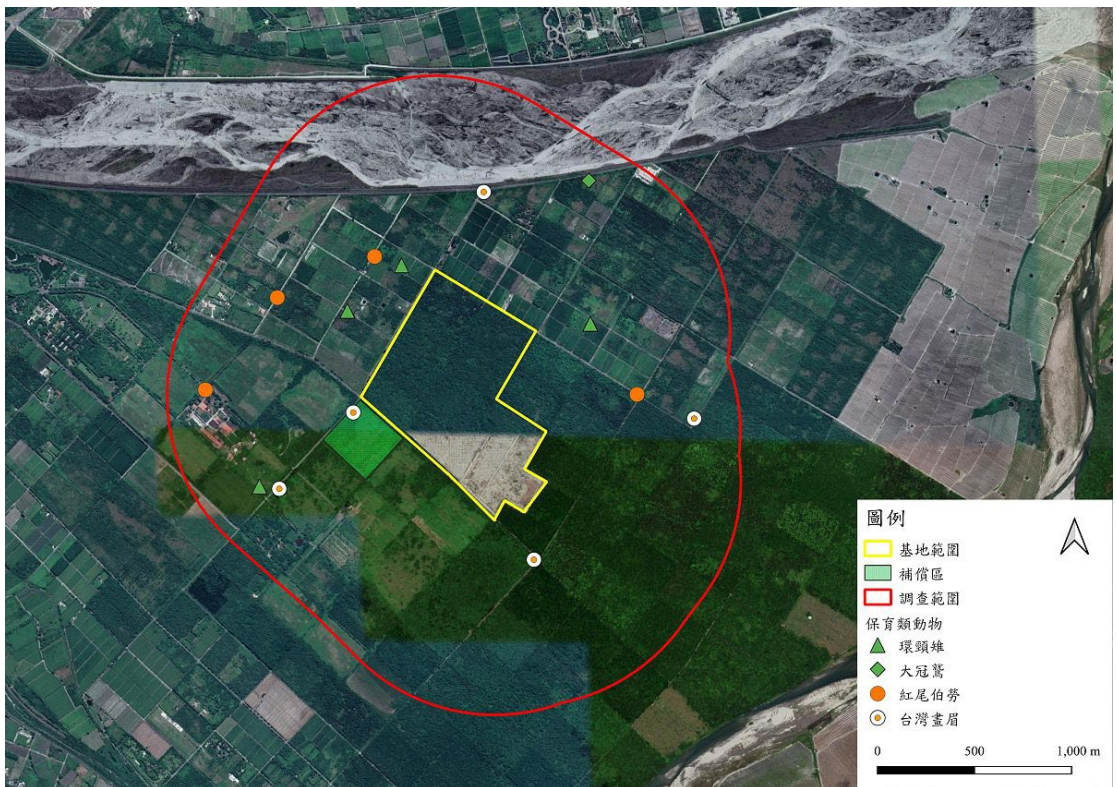 圖例
基地範圍
補償區
調查範圍
保育類動物
環頸雉
大冠鷲
紅尾伯勞
台灣畫眉
0 500 1,000 m